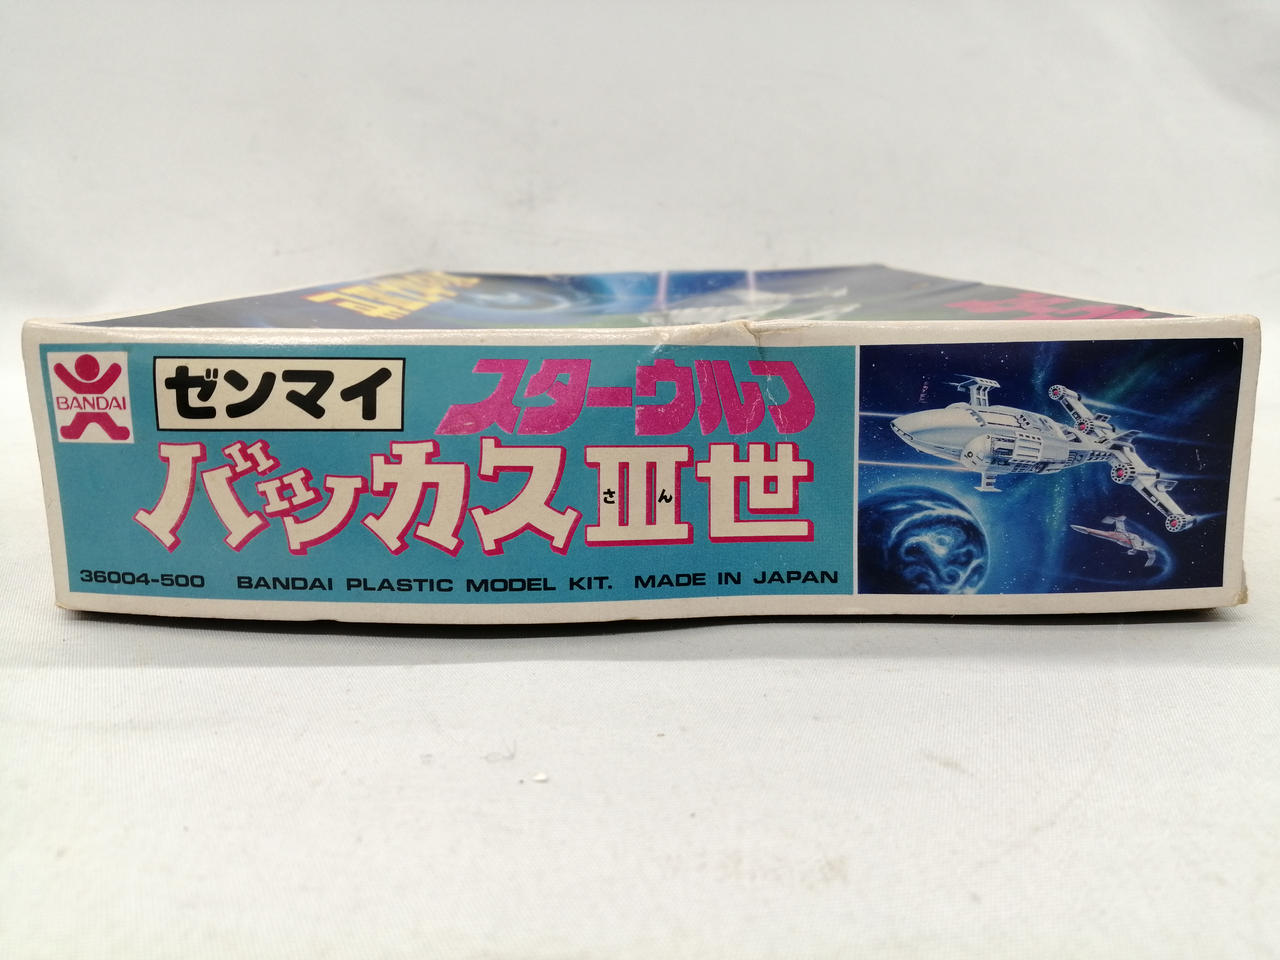 BANDAI
ゼンマイ
スターウルフ
バッカスⅢ世
さん
36004-500 BANDAI PLASTIC MODEL KIT. MADE IN JAPAN